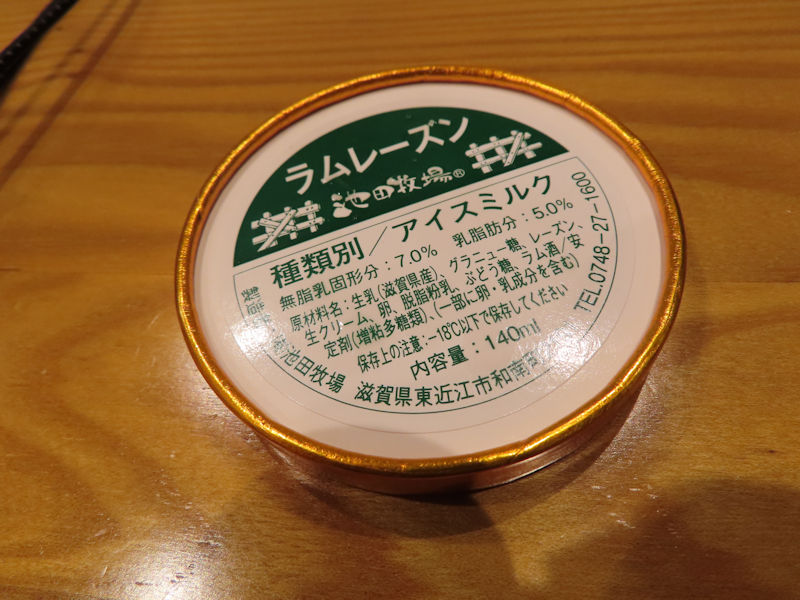 ラムレーズン
池田牧場®
種類別／アイスミルク
無脂乳固形分：7.0% 乳脂肪分：5.0%
原材料名：生乳(滋賀県産)、グラニュー糖、レーズン、
生クリーム、卵、脱脂粉乳、ぶどう糖、ラム酒/安
定剤(増粘多糖類)、(一部に卵・乳成分を含む)
保存上の注意：−18℃以下で保存してください
内容量：140ml
池田牧場 滋賀県東近江市和南町 TEL.0748-27-1600